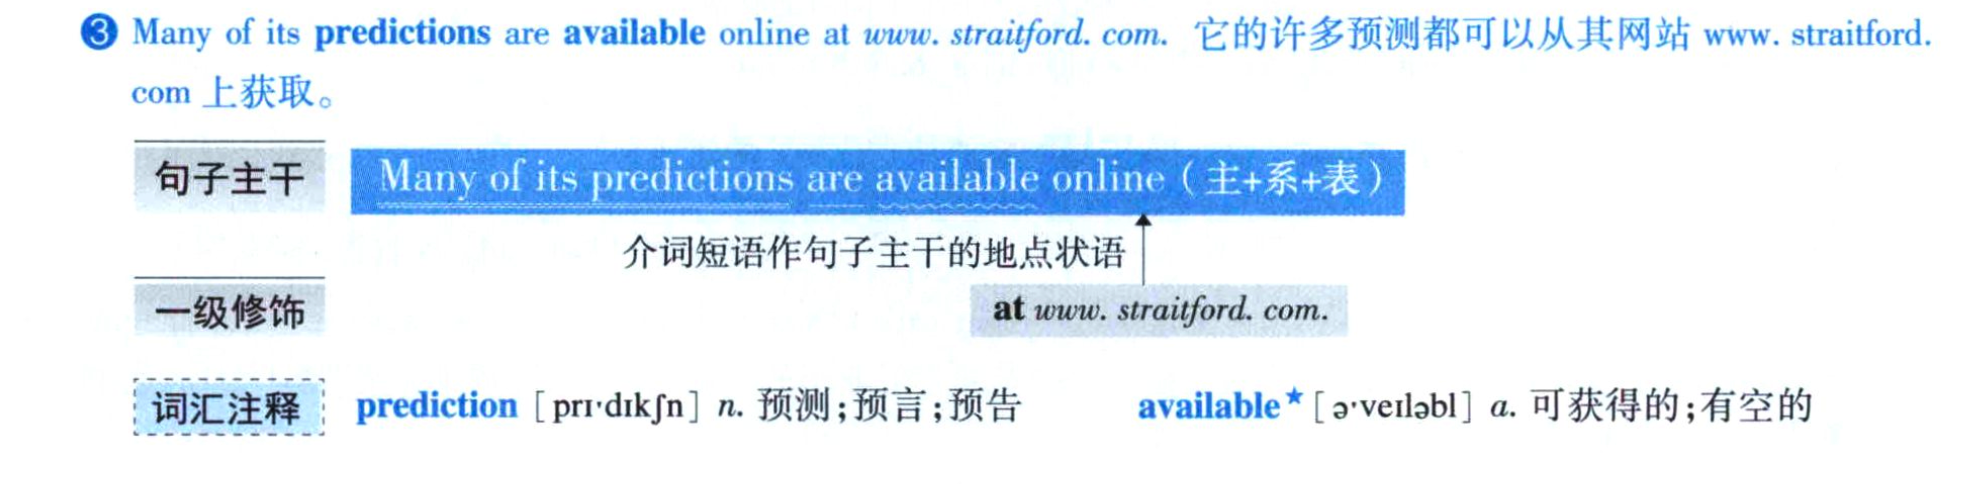 ③ Many of its predictions are available online at www. straitford. com. 它的许多预测都可以从其网站 www. straitford.
com 上获取。
句子主干 Many of its predictions are available online（主+系+表）
介词短语作句子主干的地点状语
一级修饰 at www. straitford. com.
词汇注释 prediction [prɪ·dɪkʃn] n. 预测;预言;预告 available★[ə·veɪləbl] a. 可获得的;有空的